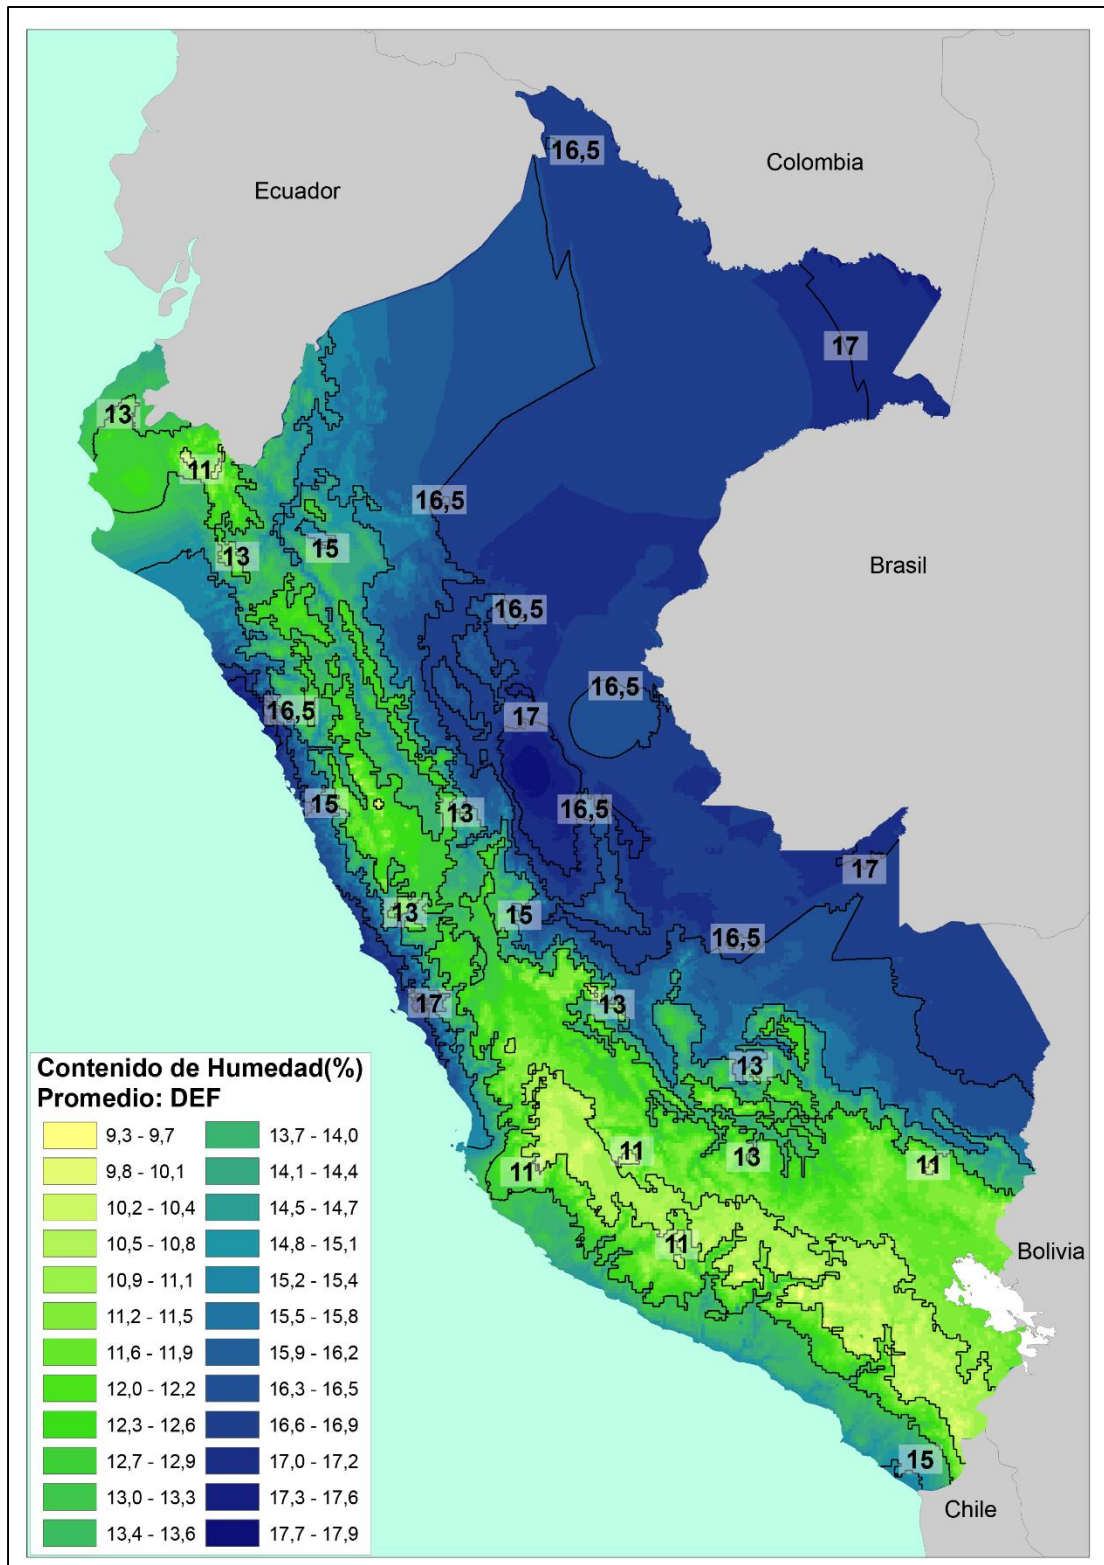 16,5
Colombia
Ecuador
17
13
11
16,5
13
15
Brasil
16,5
16,5
16,5
17
15
13
16,5
17
13
15
16,5
17
13
Contenido de Humedad(%)
Promedio: DEF
13
9,3 - 9,7
13,7 - 14,0
9,8 - 10,1
14,1 - 14,4
10,2 - 10,4
14,5 - 14,7
10,5 - 10,8
14,8 - 15,1
10,9 - 11,1
15,2 - 15,4
11,2 - 11,5
15,5 - 15,8
11,6 - 11,9
15,9 - 16,2
12,0 - 12,2
16,3 - 16,5
12,3 - 12,6
16,6 - 16,9
12,7 - 12,9
17,0 - 17,2
13,0 - 13,3
17,3 - 17,6
13,4 - 13,6
17,7 - 17,9
11
11
13
11
11
Bolivia
15
Chile